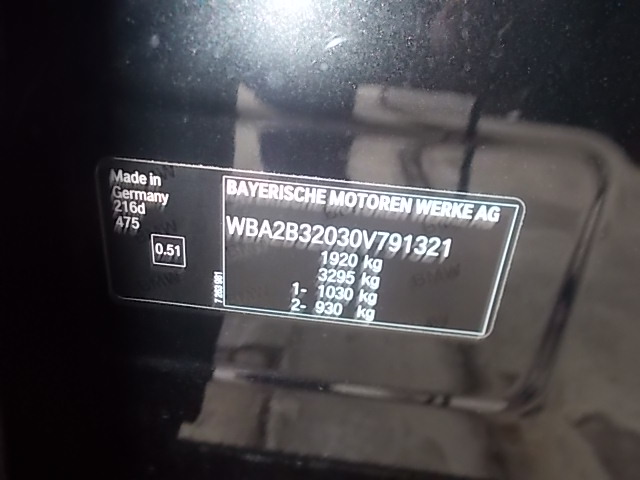 Made in
Germany
216d
475
0.51
BAYERISCHE MOTOREN WERKE AG
WBA2B32030V791321
1920 kg
3295 kg
1- 1030 kg
2- 930 kg